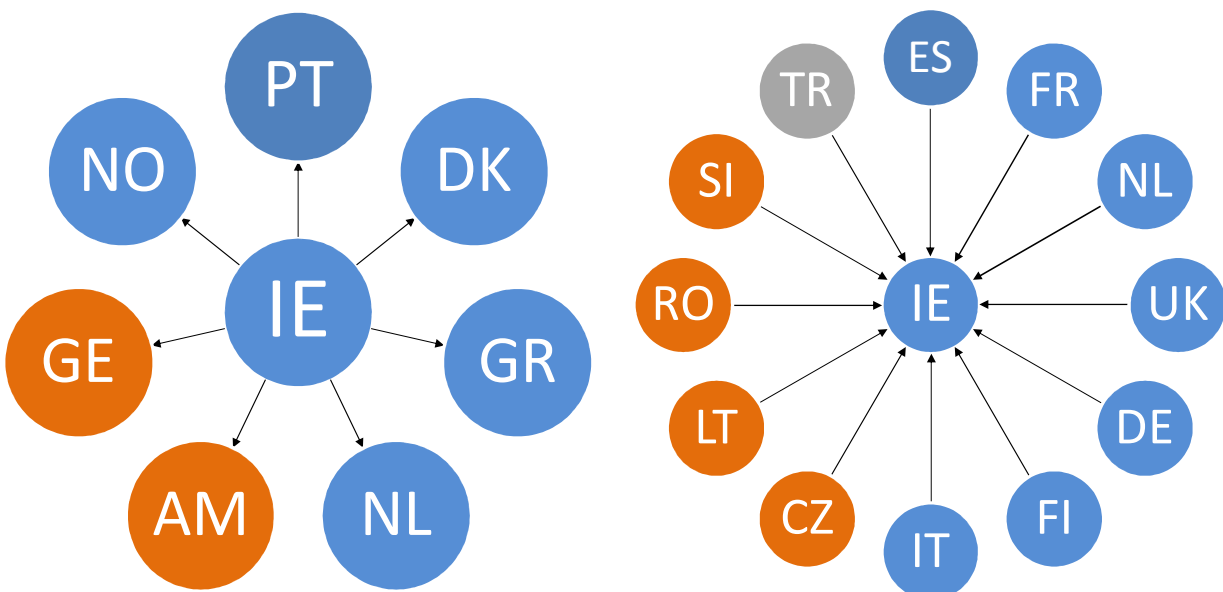 PT
NO
DK
IE
GE
GR
AM
NL
ES
TR
FR
SI
NL
RO
IE
UK
LT
DE
CZ
FI
IT